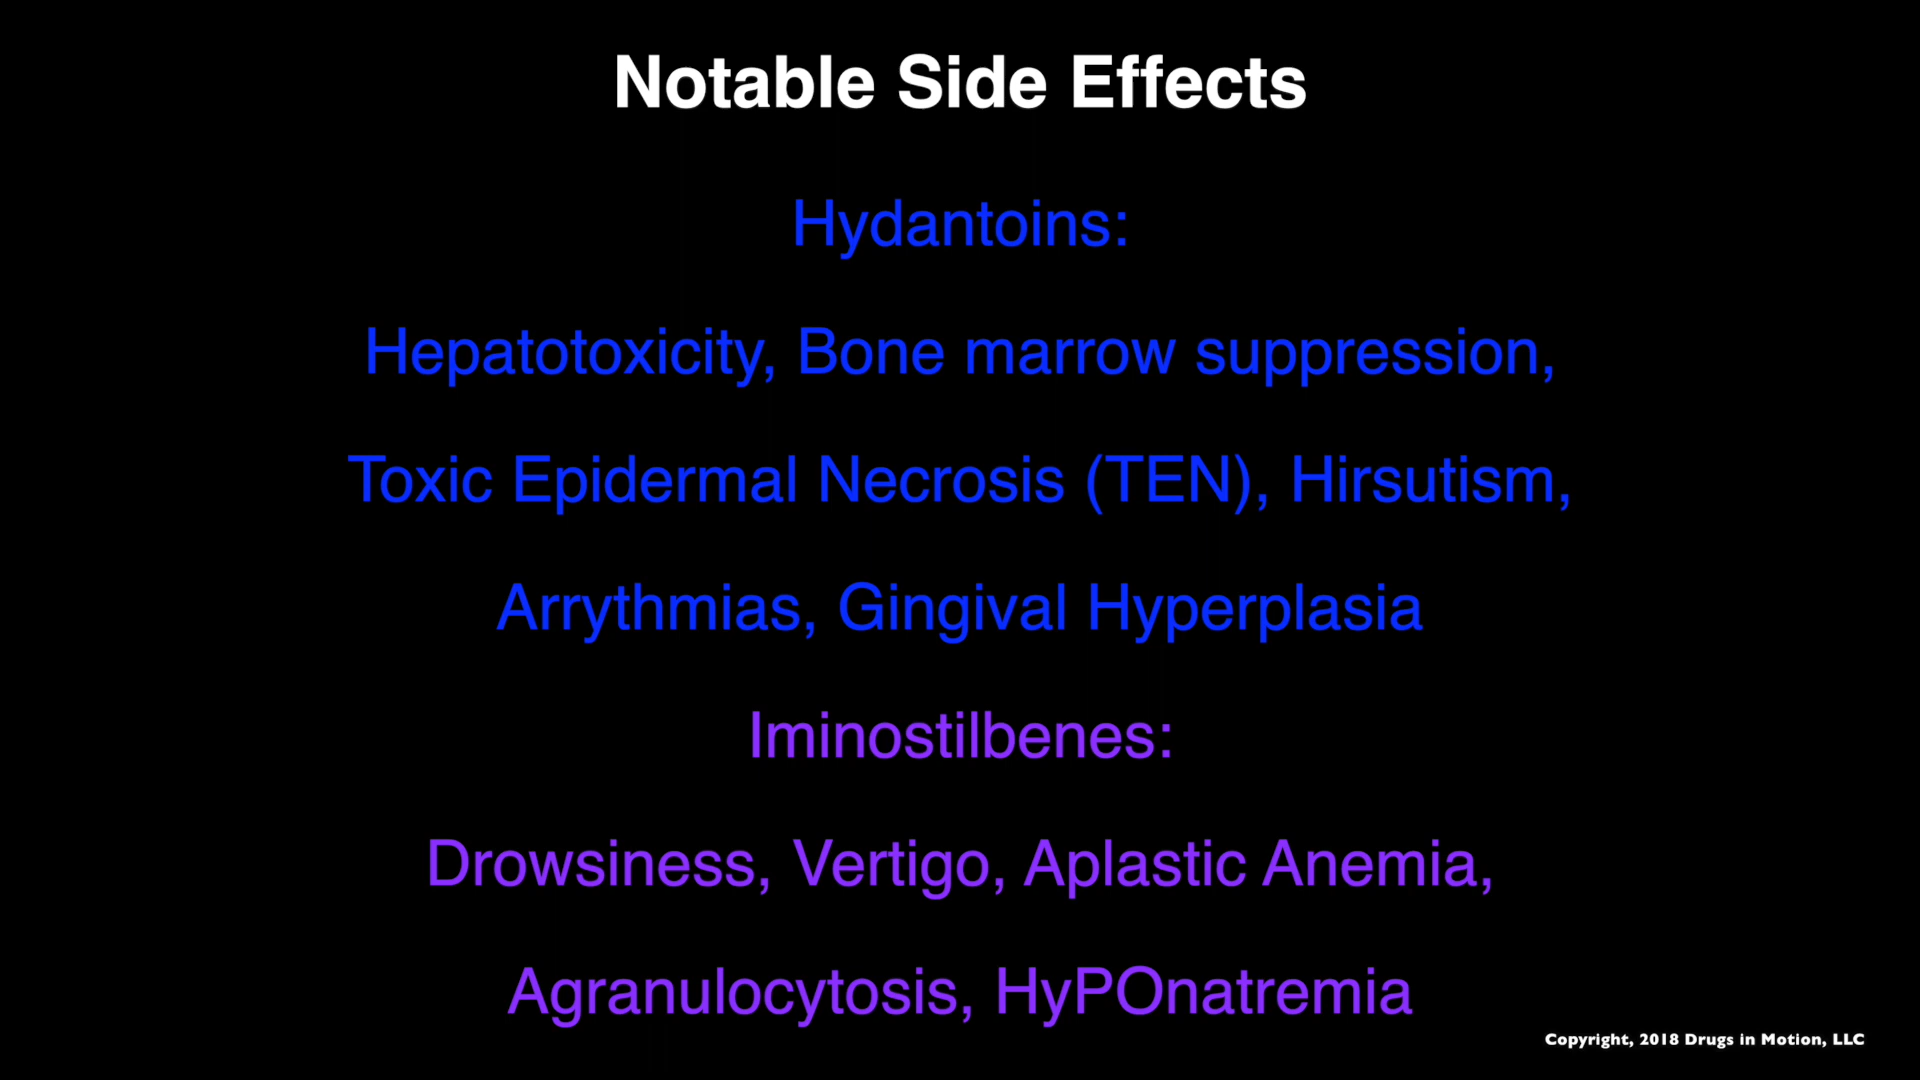 Notable Side Effects
Hydantoins:
Hepatotoxicity, Bone marrow suppression,
Toxic Epidermal Necrosis (TEN), Hirsutism,
Arrythmias, Gingival Hyperplasia
Iminostilbenes:
Drowsiness, Vertigo, Aplastic Anemia,
Agranulocytosis, HyPOnatremia
Copyright, 2018 Drugs in Motion, LLC